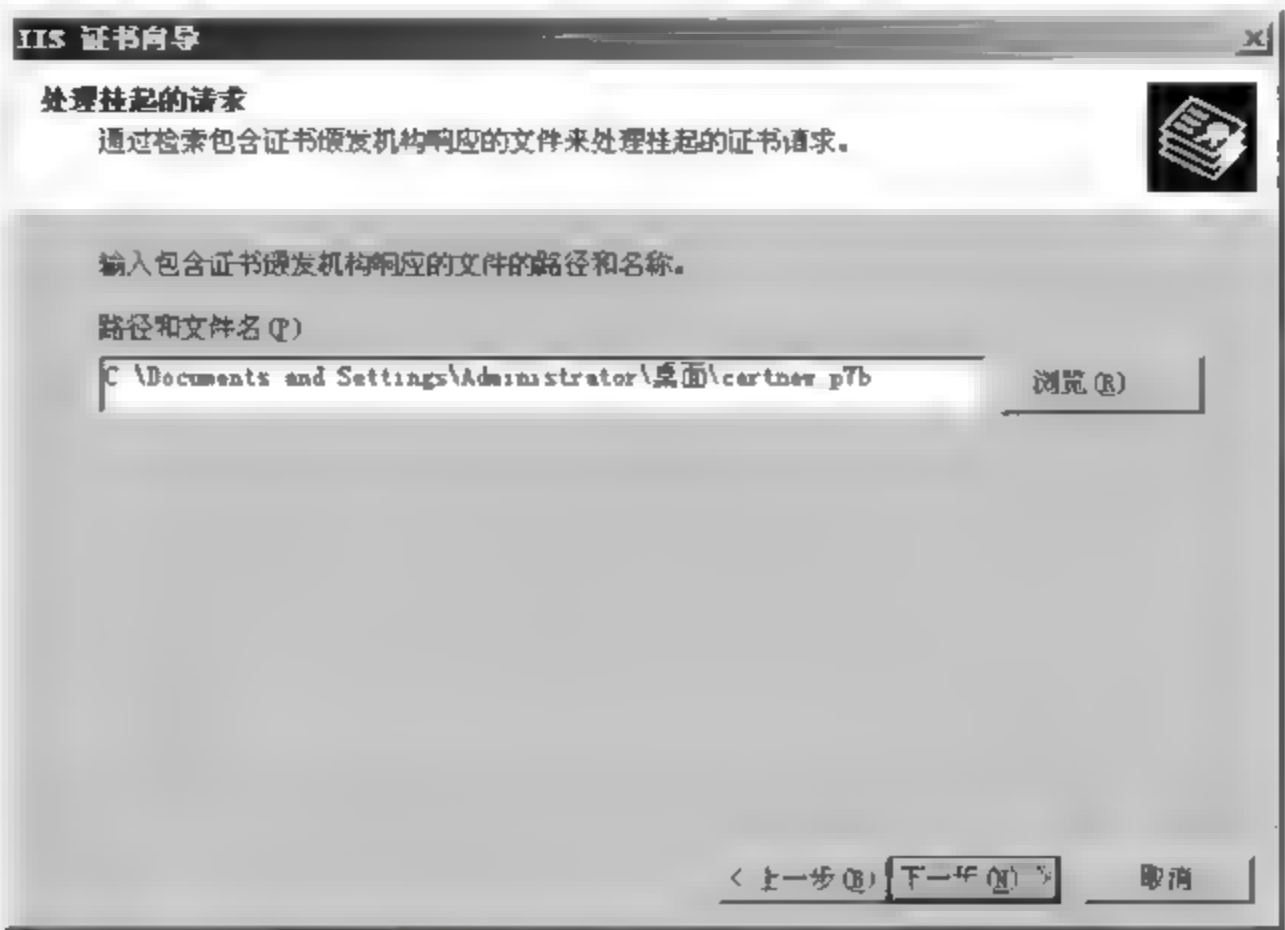 IIS 证书向导
处理挂起的请求
通过检索包含证书颁发机构响应的文件来处理挂起的证书请求。
输入包含证书颁发机构响应的文件的路径和名称。
路径和文件名(P)
C \Documents and Settings\Administrator\桌面\certnew p7b
浏览(R)
< 上一步(B) 下一步(N) > 取消